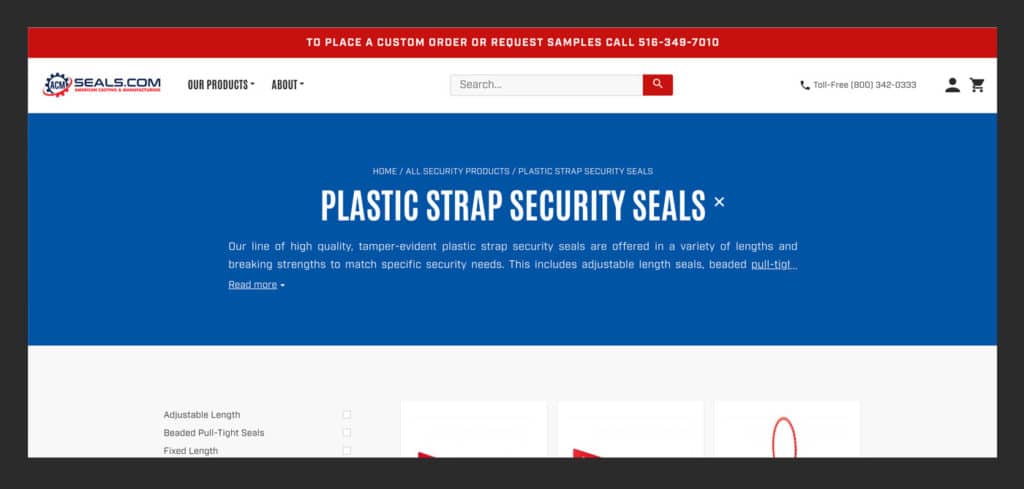 TO PLACE A CUSTOM ORDER OR REQUEST SAMPLES CALL 516-349-7010
ACM SEALS.COM
AMERICAN CASTING & MANUFACTURING
OUR PRODUCTS
ABOUT
Search...
Toll-Free (800) 342-0333
HOME / ALL SECURITY PRODUCTS / PLASTIC STRAP SECURITY SEALS
PLASTIC STRAP SECURITY SEALS ×
Our line of high quality, tamper-evident plastic strap security seals are offered in a variety of lengths and
breaking strengths to match specific security needs. This includes adjustable length seals, beaded pull-tigl...
Read more
Adjustable Length
Beaded Pull-Tight Seals
Fixed Length